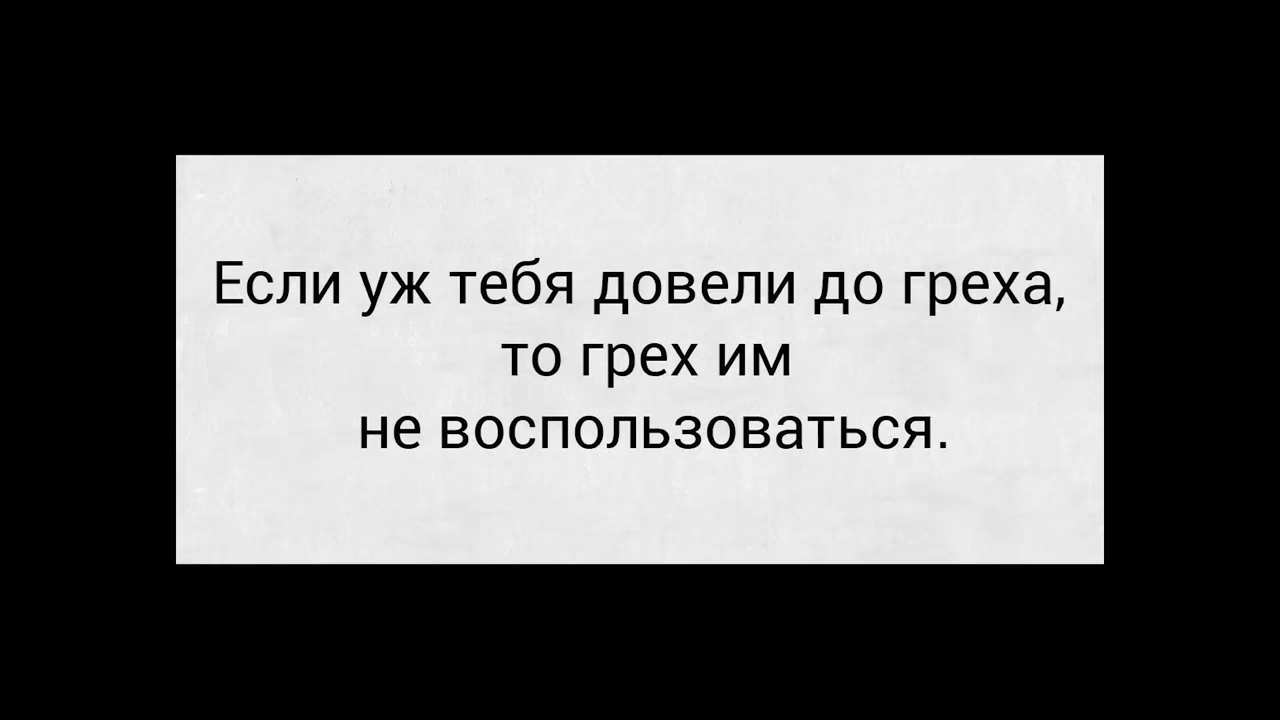 Если уж тебя довели до греха,
то грех им
не воспользоваться.